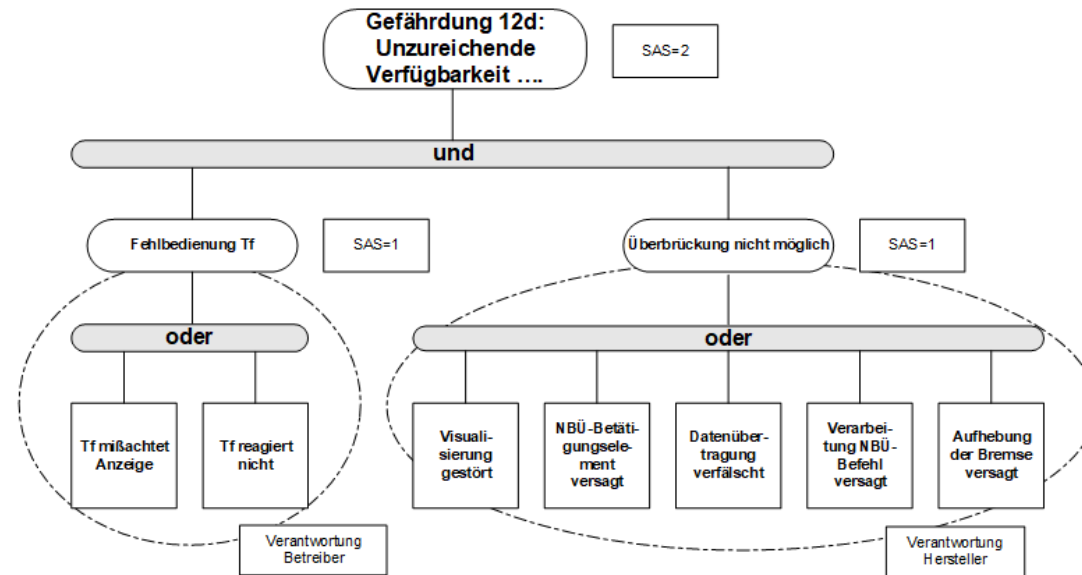 Gefährdung 12d:
Unzureichende
Verfügbarkeit ....
SAS=2
und
Fehlbedienung Tf
SAS=1
Überbrückung nicht möglich
SAS=1
oder
oder
Tf mißachtet
Anzeige
Tf reagiert
nicht
Visuali-
sierung
gestört
NBÜ-Betäti-
gungsele-
ment
versagt
Datenüber-
tragung
verfälscht
Verarbei-
tung NBÜ-
Befehl
versagt
Aufhebung
der Bremse
versagt
Verantwortung
Betreiber
Verantwortung
Hersteller